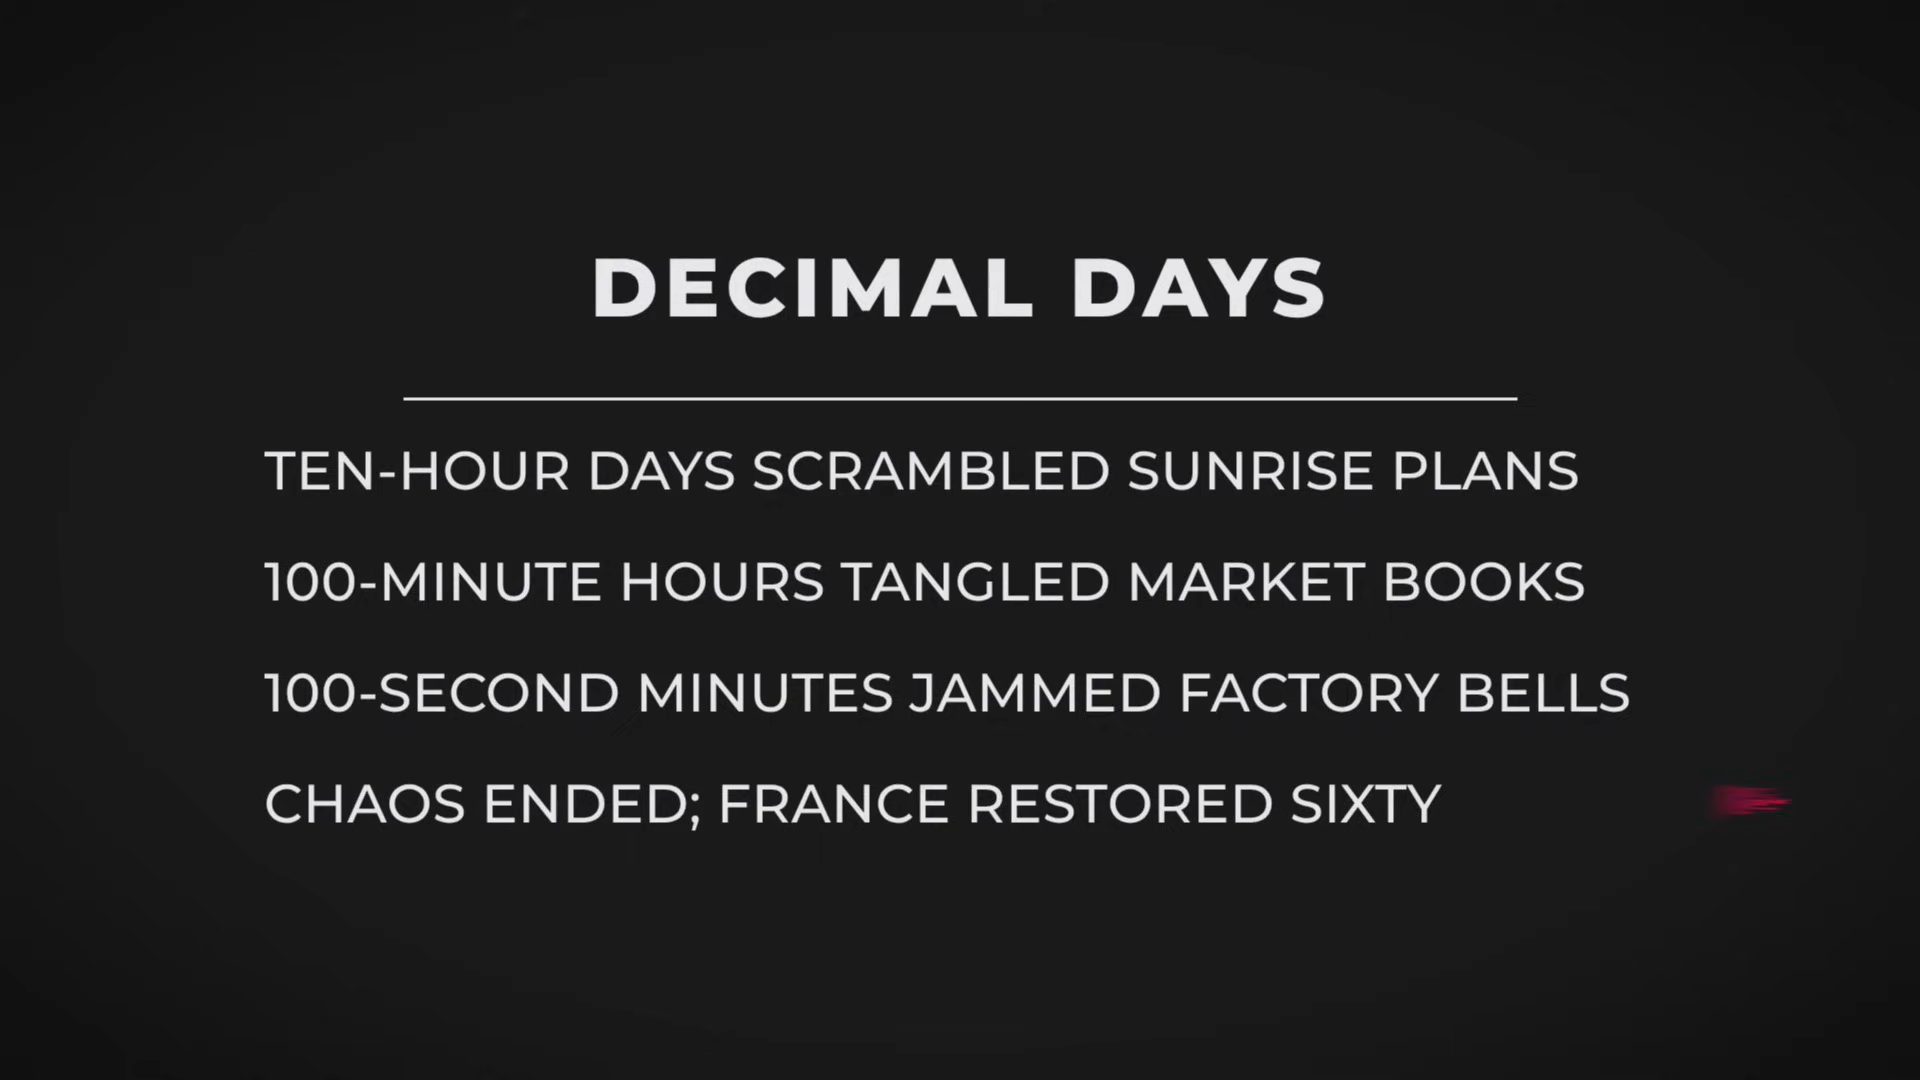 DECIMAL DAYS
TEN-HOUR DAYS SCRAMBLED SUNRISE PLANS
100-MINUTE HOURS TANGLED MARKET BOOKS
100-SECOND MINUTES JAMMED FACTORY BELLS
CHAOS ENDED; FRANCE RESTORED SIXTY